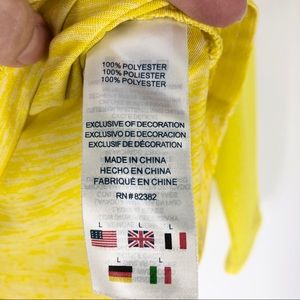 100% POLYESTER
100% POLIESTER
100% POLYESTER
EXCLUSIVE OF DECORATION
EXCLUSIVO DE DECORACION
EXCLUSIF DE DÉCORATION
MADE IN CHINA
HECHO EN CHINA
FABRIQUÉ EN CHINE
RN#82382
L L L
L L